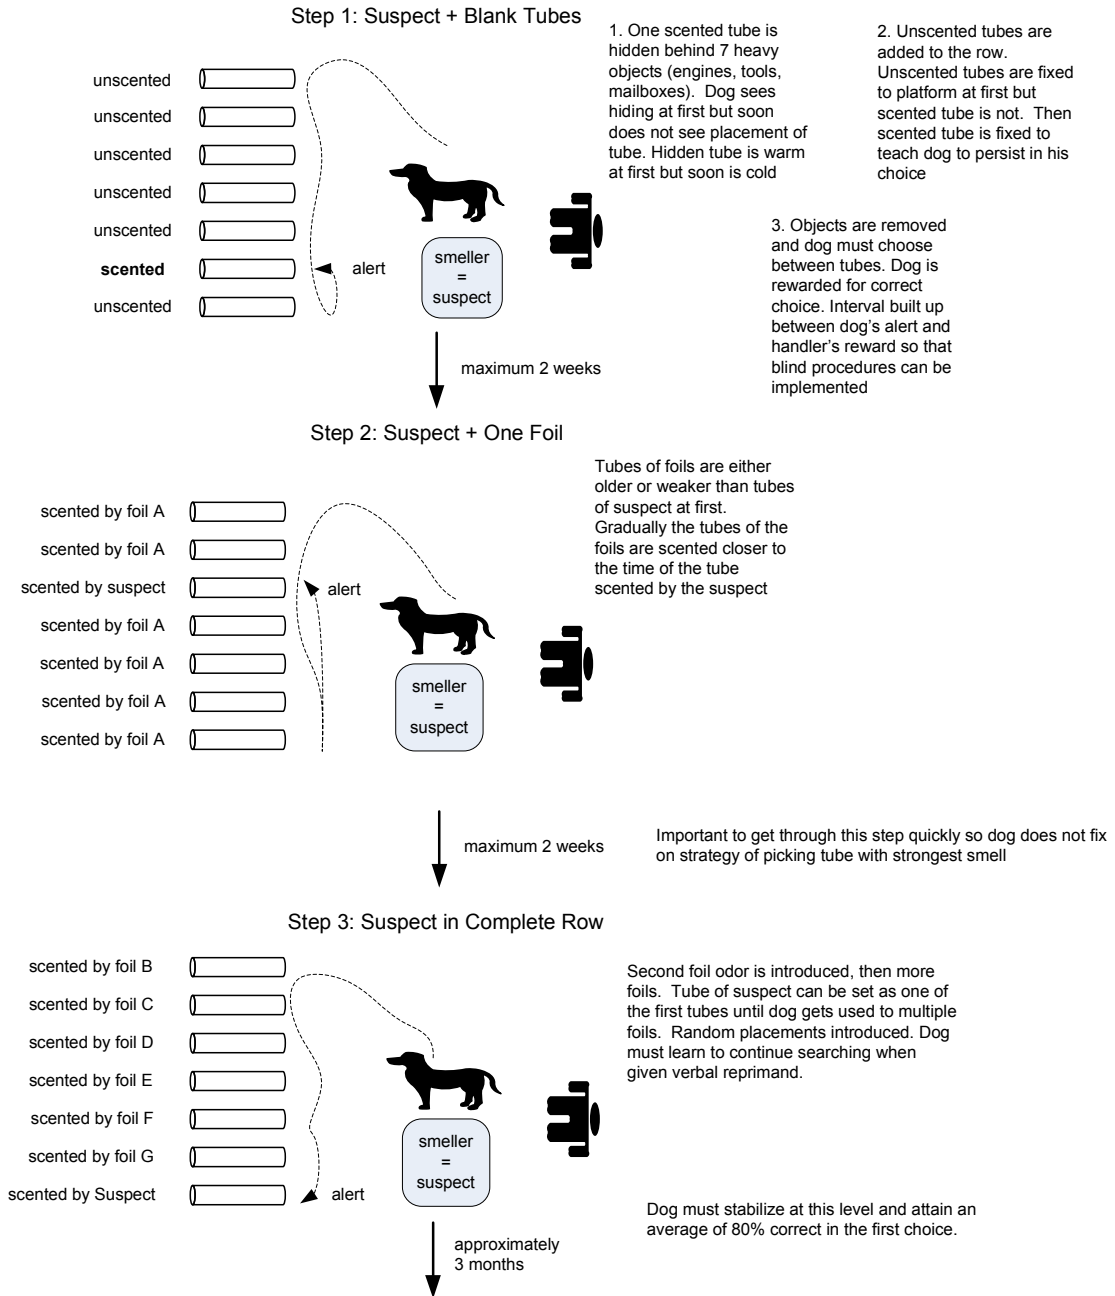 Step 1: Suspect + Blank Tubes
unscented
unscented
unscented
unscented
unscented
scented
unscented
alert
smeller
=
suspect
1. One scented tube is
hidden behind 7 heavy
objects (engines, tools,
mailboxes). Dog sees
hiding at first but soon
does not see placement of
tube. Hidden tube is warm
at first but soon is cold
2. Unscented tubes are
added to the row.
Unscented tubes are fixed
to platform at first but
scented tube is not. Then
scented tube is fixed to
teach dog to persist in his
choice
3. Objects are removed
and dog must choose
between tubes. Dog is
rewarded for correct
choice. Interval built up
between dog's alert and
handler's reward so that
blind procedures can be
implemented
maximum 2 weeks
Step 2: Suspect + One Foil
scented by foil A
scented by foil A
scented by suspect
scented by foil A
scented by foil A
scented by foil A
scented by foil A
alert
smeller
=
suspect
Tubes of foils are either
older or weaker than tubes
of suspect at first.
Gradually the tubes of the
foils are scented closer to
the time of the tube
scented by the suspect
maximum 2 weeks
Important to get through this step quickly so dog does not fix
on strategy of picking tube with strongest smell
Step 3: Suspect in Complete Row
scented by foil B
scented by foil C
scented by foil D
scented by foil E
scented by foil F
scented by foil G
scented by Suspect
alert
smeller
=
suspect
Second foil odor is introduced, then more
foils. Tube of suspect can be set as one of
the first tubes until dog gets used to multiple
foils. Random placements introduced. Dog
must learn to continue searching when
given verbal reprimand.
Dog must stabilize at this level and attain an
average of 80% correct in the first choice.
approximately
3 months